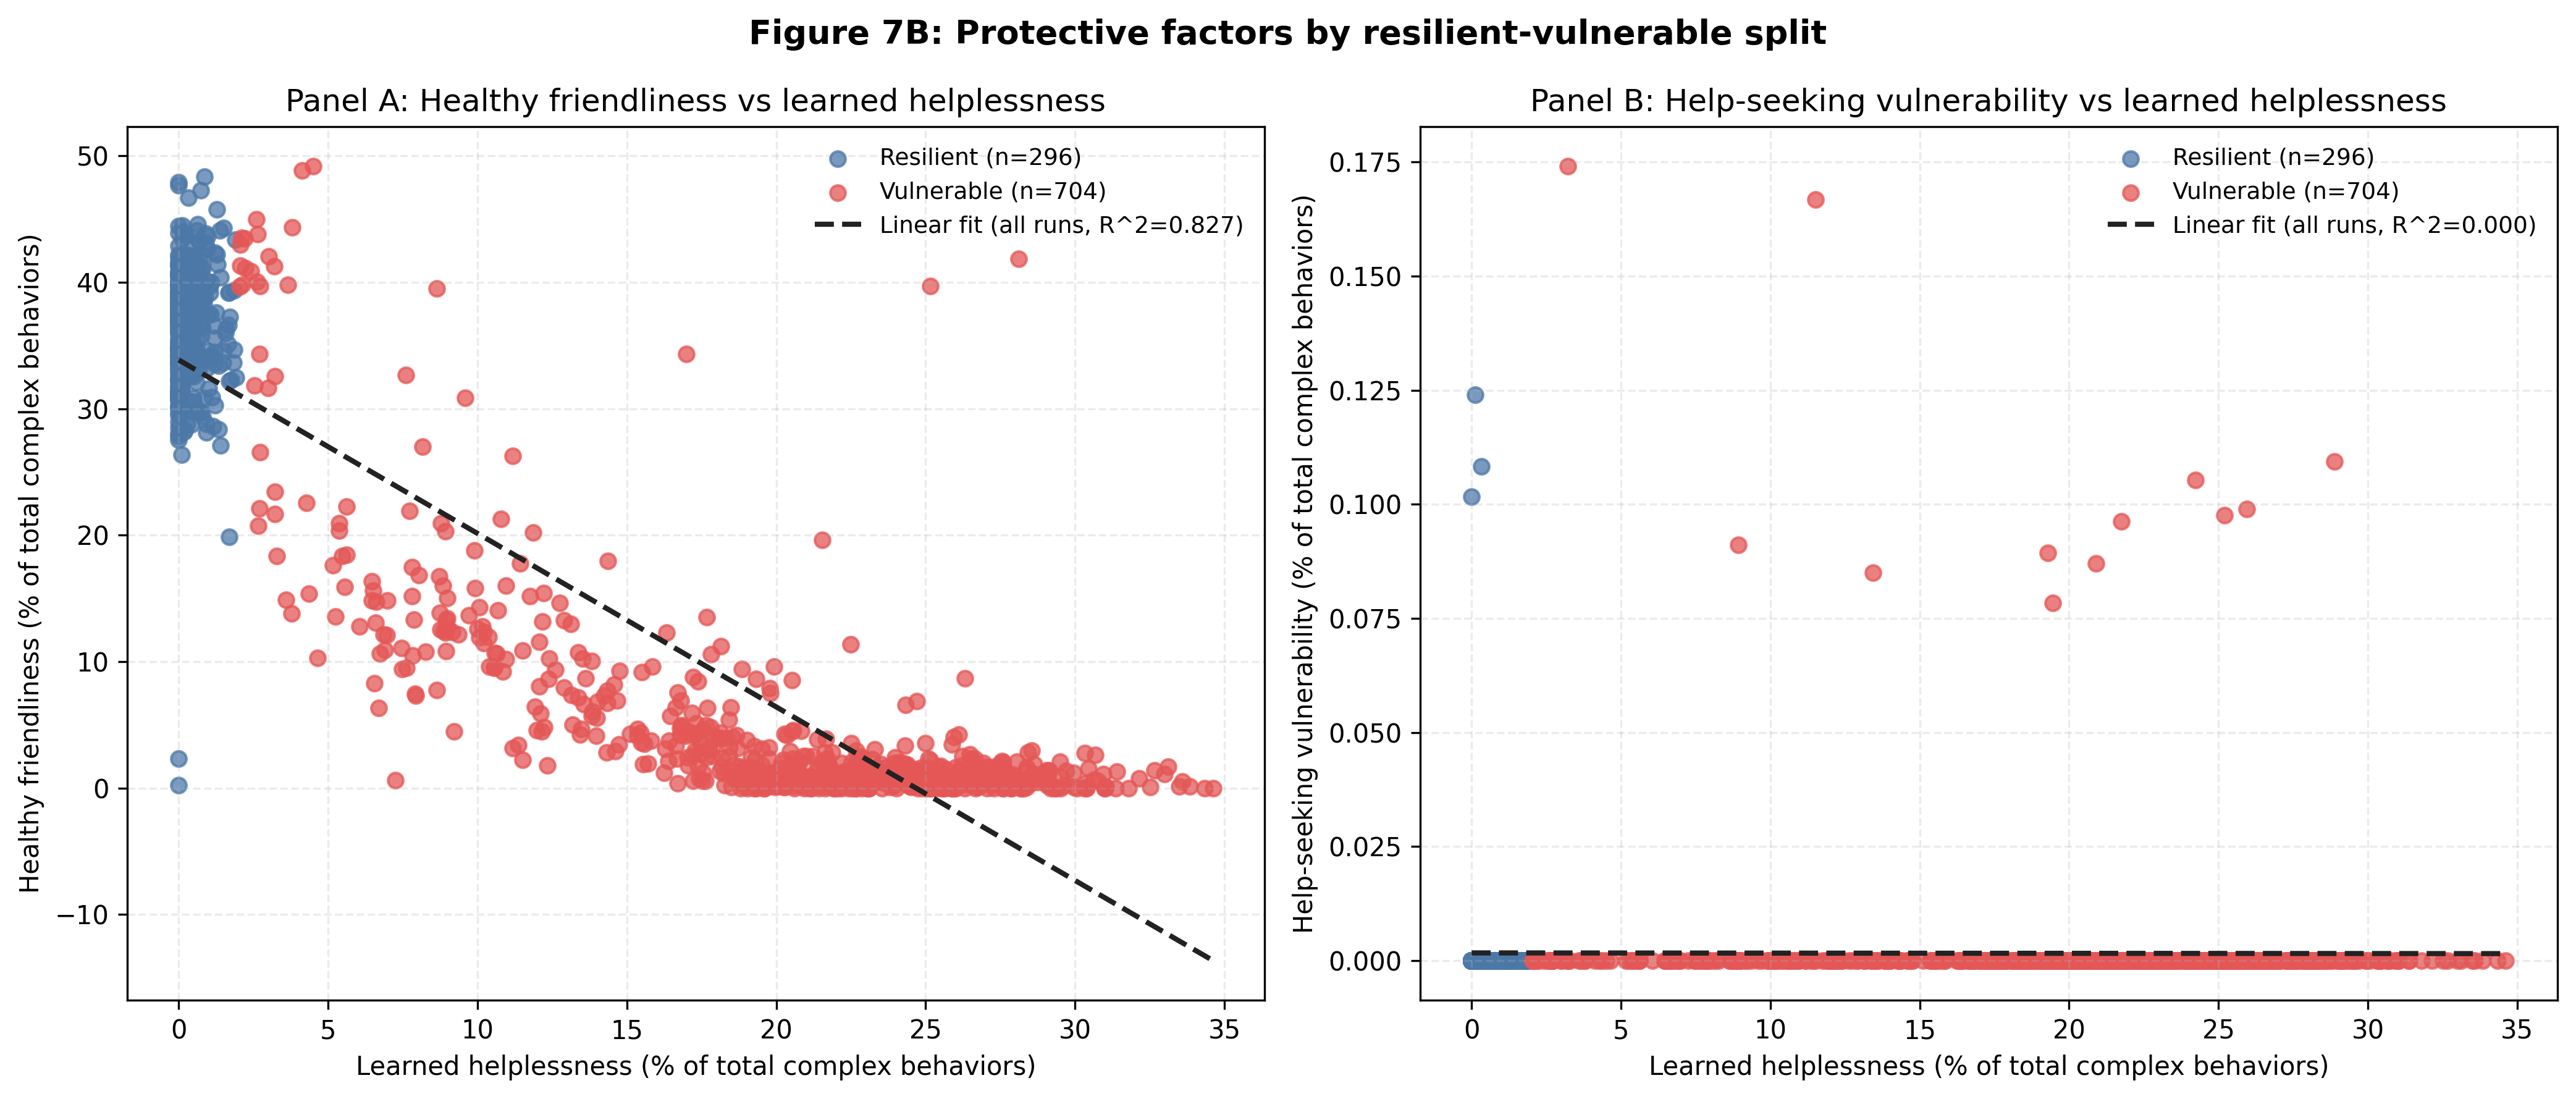 Figure 7B: Protective factors by resilient-vulnerable split
Panel A: Healthy friendliness vs learned helplessness
Healthy friendliness (% of total complex behaviors)
50
40
30
20
10
0
−10
Resilient (n=296)
Vulnerable (n=704)
Linear fit (all runs, R^2=0.827)
0 5 10 15 20 25 30 35
Learned helplessness (% of total complex behaviors)
Panel B: Help-seeking vulnerability vs learned helplessness
Help-seeking vulnerability (% of total complex behaviors)
0.175
0.150
0.125
0.100
0.075
0.050
0.025
0.000
Resilient (n=296)
Vulnerable (n=704)
Linear fit (all runs, R^2=0.000)
0 5 10 15 20 25 30 35
Learned helplessness (% of total complex behaviors)